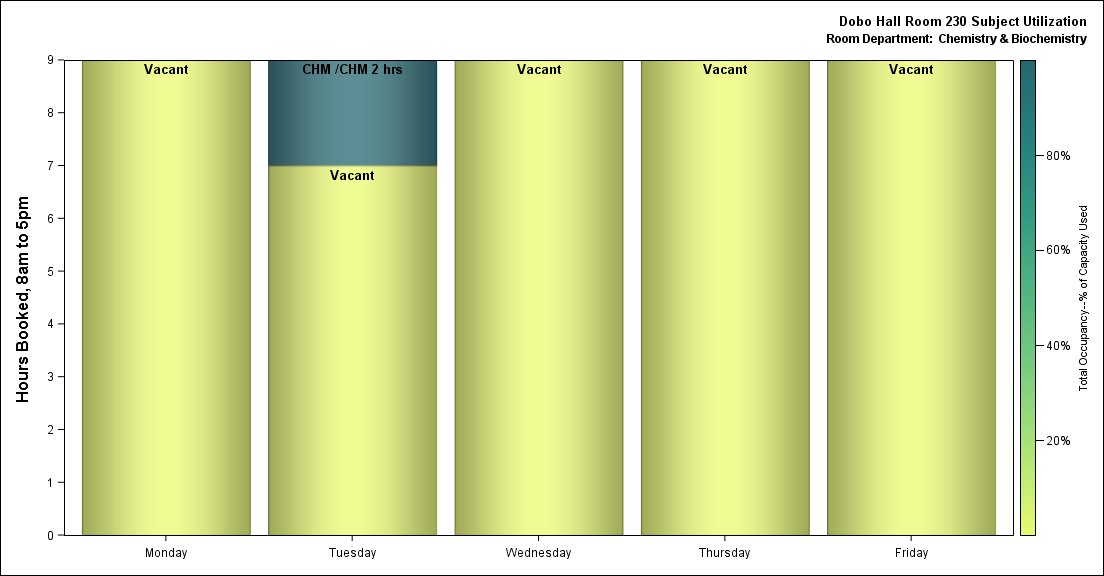 Dobo Hall Room 230 Subject Utilization
Room Department: Chemistry & Biochemistry
Hours Booked, 8am to 5pm
9
8
7
6
5
4
3
2
1
0
Vacant
CHM /CHM 2 hrs
Vacant
Vacant
Vacant
Vacant
Monday
Tuesday
Wednesday
Thursday
Friday
80%
60%
40%
20%
Total Occupancy--% of Capacity Used